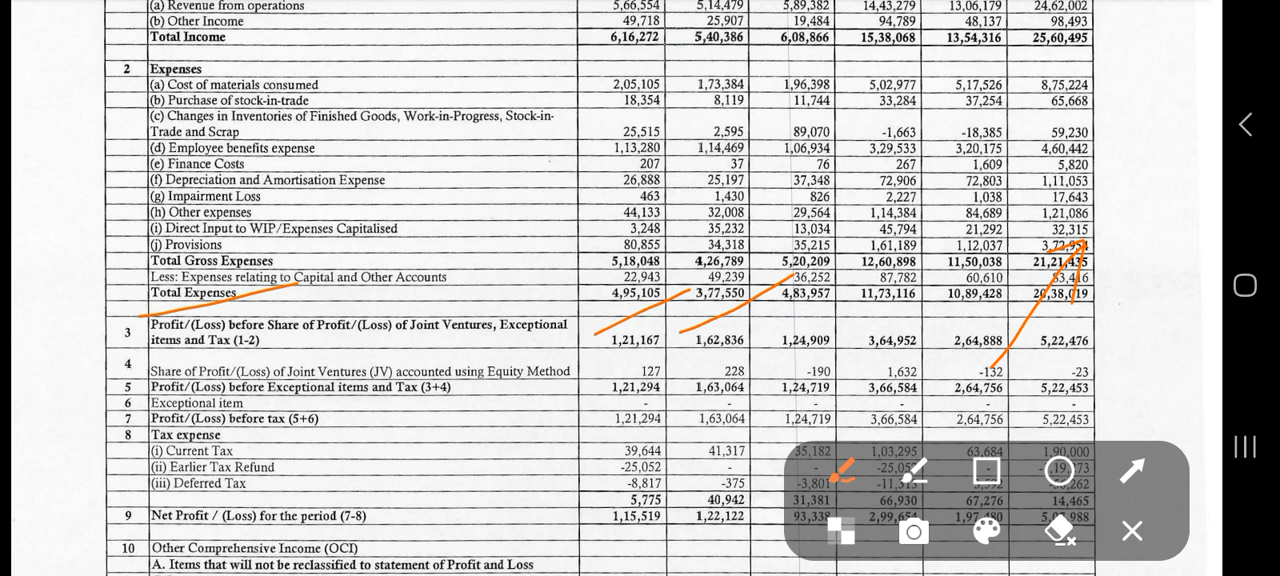 (a) Revenue from operations 5,66,554 5,14,479 5,89,382 14,43,279 13,06,179 24,62,002
(b) Other Income 49,718 25,907 19,484 94,789 48,137 98,493
Total Income 6,16,272 5,40,386 6,08,866 15,38,068 13,54,316 25,60,495
2 Expenses
(a) Cost of materials consumed 2,05,105 1,73,384 1,96,398 5,02,977 5,17,526 8,75,224
(b) Purchase of stock-in-trade 18,354 8,119 11,744 33,284 37,254 65,668
(c) Changes in Inventories of Finished Goods, Work-in-Progress, Stock-in-
Trade and Scrap 25,515 2,595 89,070 -1,663 -18,385 59,230
(d) Employee benefits expense 1,13,280 1,14,469 1,06,934 3,29,533 3,20,175 4,60,442
(e) Finance Costs 207 37 76 267 1,609 5,820
(f) Depreciation and Amortisation Expense 26,888 25,197 37,348 72,906 72,803 1,11,053
(g) Impairment Loss 463 1,430 826 2,227 1,038 17,643
(h) Other expenses 44,133 32,008 29,564 1,14,384 84,689 1,21,086
(i) Direct Input to WIP/Expenses Capitalised 3,248 35,232 13,034 45,794 21,292 32,315
(j) Provisions 80,855 34,318 35,215 1,61,189 1,12,037
Total Gross Expenses 5,18,048 4,26,789 5,20,209 12,60,898 11,50,038 21,21,435
Less: Expenses relating to Capital and Other Accounts 22,943 49,239 36,252 87,782 60,610 83,416
Total Expenses 4,95,105 3,77,550 4,83,957 11,73,116 10,89,428 20,38,019
Profit/(Loss) before Share of Profit/(Loss) of Joint Ventures, Exceptional
3 items and Tax (1-2) 1,21,167 1,62,836 1,24,909 3,64,952 2,64,888 5,22,476
4
Share of Profit/(Loss) of Joint Ventures (JV) accounted using Equity Method 127 228 -190 1,632 -132 -23
5 Profit/(Loss) before Exceptional items and Tax (3+4) 1,21,294 1,63,064 1,24,719 3,66,584 2,64,756 5,22,453
6 Exceptional item - - - - - -
7 Profit/(Loss) before tax (5+6) 1,21,294 1,63,064 1,24,719 3,66,584 2,64,756 5,22,453
8 Tax expense
(i) Current Tax 39,644 41,317 35,182 1,03,295 63,684 1,90,000
(ii) Earlier Tax Refund -25,052 - -
(iii) Deferred Tax -8,817 -375 -3,801
5,775 40,942 31,381 66,930 67,276 14,465
9 Net Profit / (Loss) for the period (7-8) 1,15,519 1,22,122
10 Other Comprehensive Income (OCI)
A. Items that will not be reclassified to statement of Profit and Loss